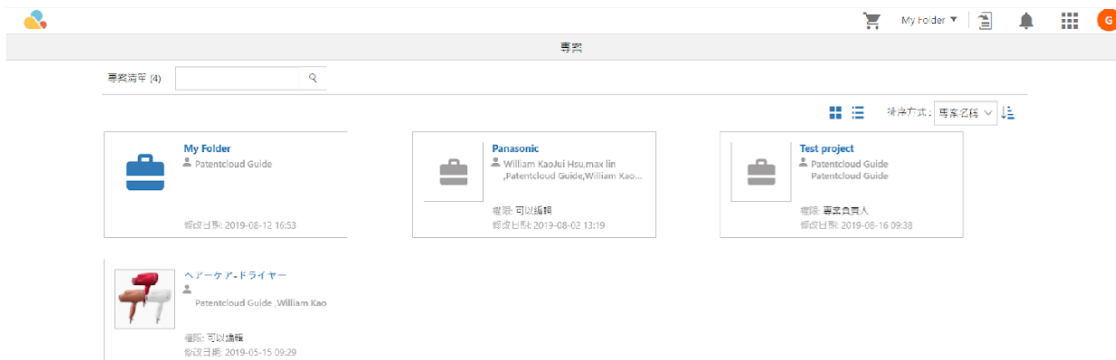 My Folder ▼
G
專案
專案清單 (4)
排序方式: 專案名稱
My Folder
Patentcloud Guide
修改日期: 2019-08-12 16:53
Panasonic
William KaoJui Hsu,max lin
,Patentcloud Guide,William Kao...
權限: 可以編輯
修改日期: 2019-08-02 13:19
Test project
Patentcloud Guide
Patentcloud Guide
權限: 專案負責人
修改日期: 2019-08-16 09:38
ヘアーケア-ドライヤー
Patentcloud Guide ,William Kao
權限: 可以編輯
修改日期: 2019-05-15 09:29